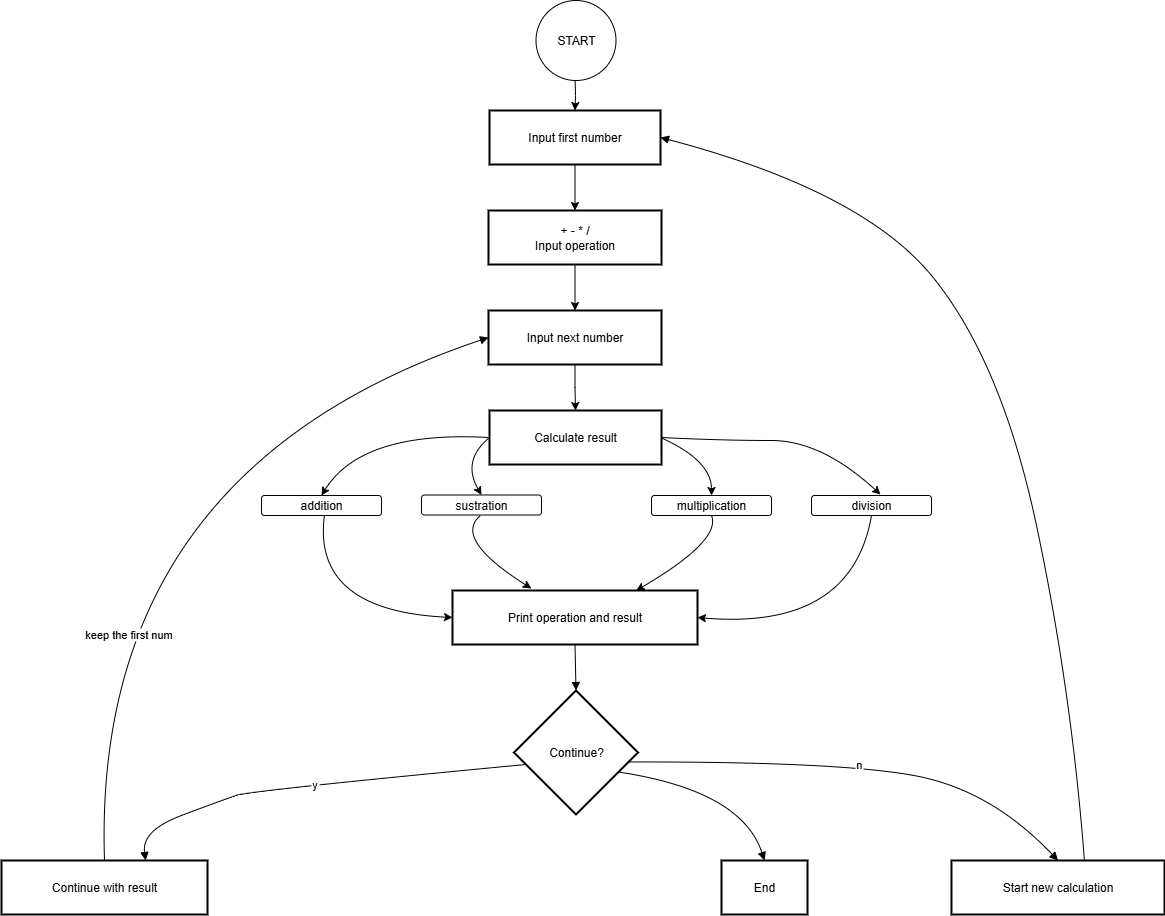 START
Input first number
+ - * /
Input operation
Input next number
Calculate result
addition
sustration
multiplication
division
Print operation and result
keep the first num
Continue?
y
n
Continue with result
End
Start new calculation